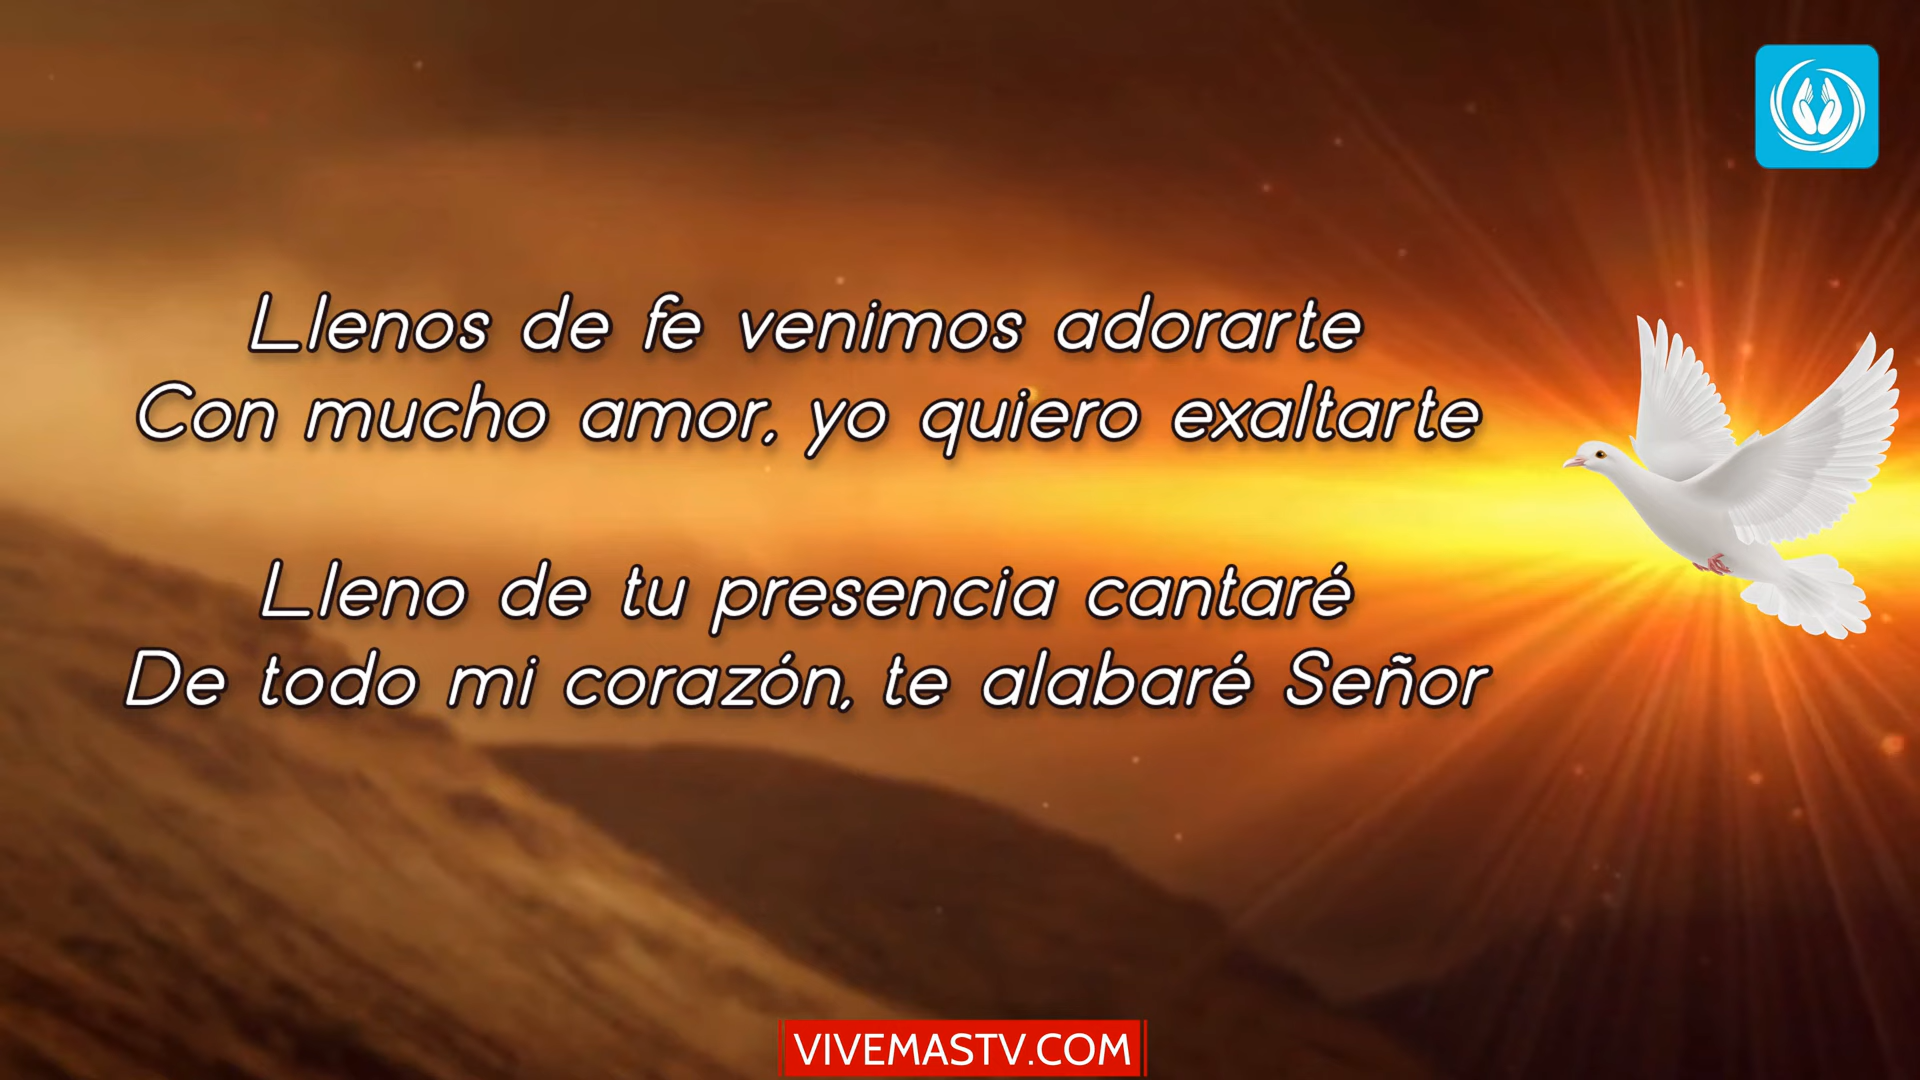 Llenos de fe venimos adorarte
Con mucho amor, yo quiero exaltarte
Lleno de tu presencia cantaré
De todo mi corazón, te alabaré Señor
VIVEMASTV.COM